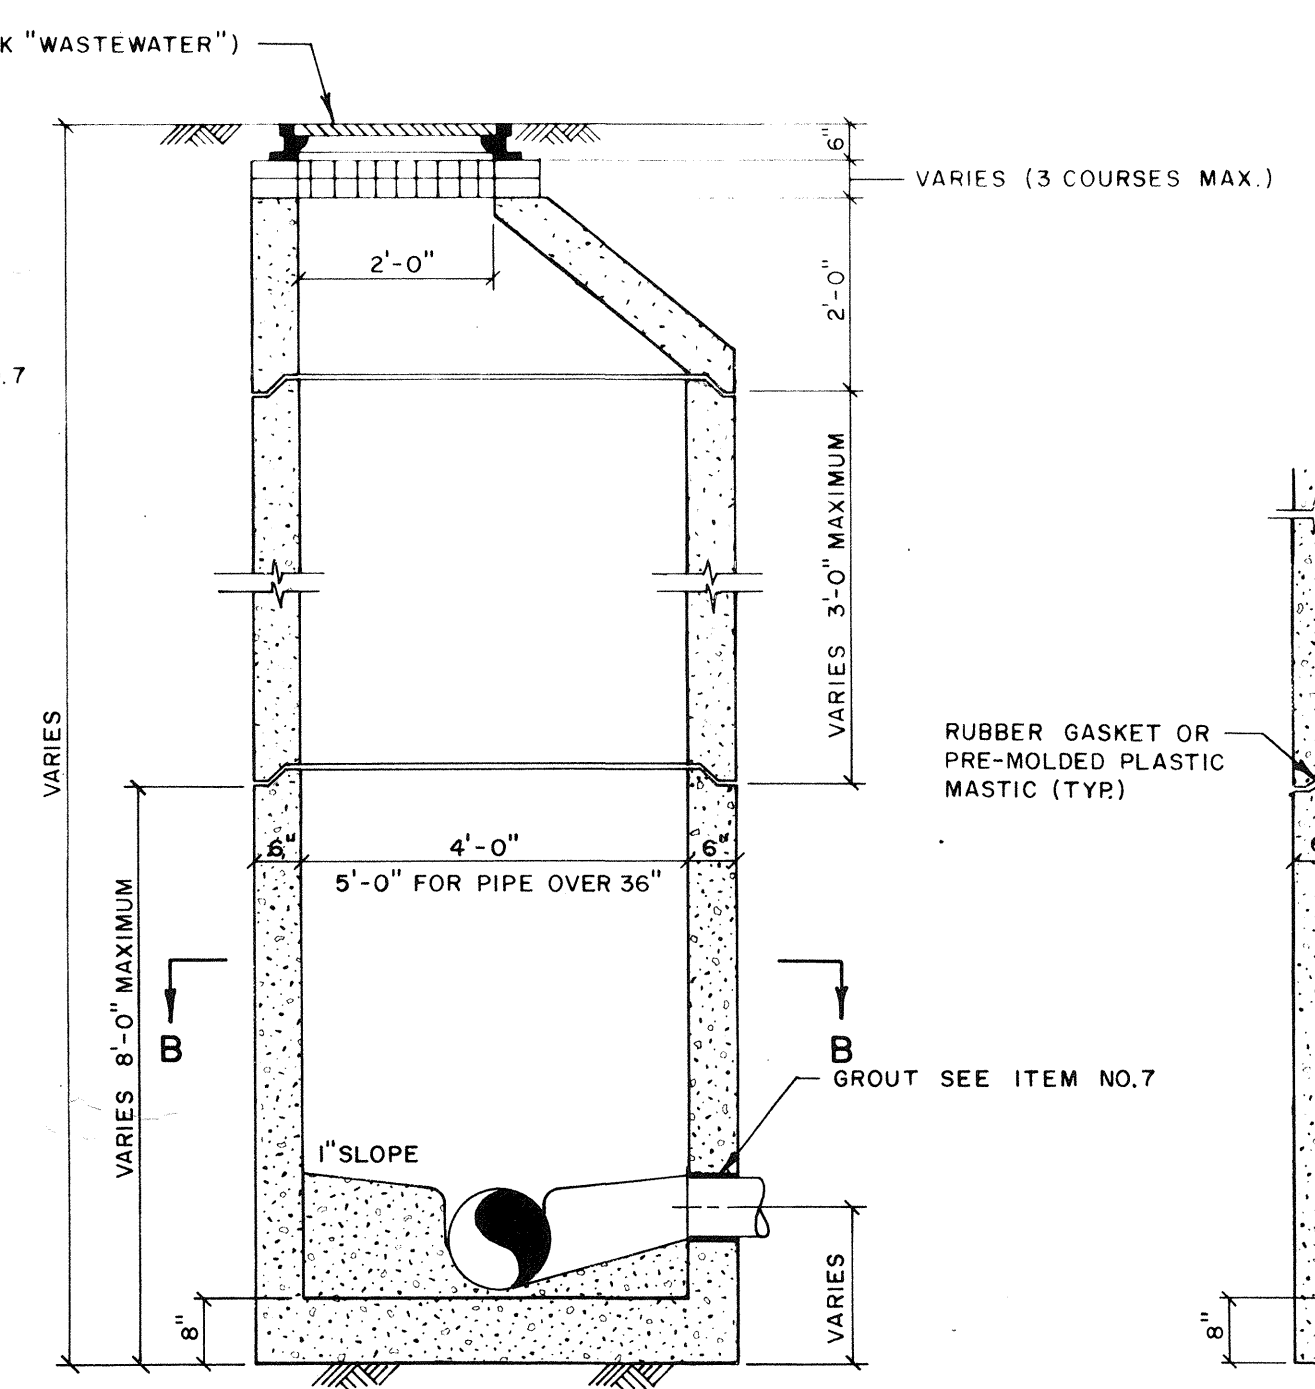 K "WASTEWATER")
6"
VARIES (3 COURSES MAX.)
2'-0"
2'-0"
.7
VARIES 3'-0" MAXIMUM
VARIES
RUBBER GASKET OR
PRE-MOLDED PLASTIC
MASTIC (TYP.)
6"
4'-0"
6"
5'-0" FOR PIPE OVER 36"
VARIES 8'-0" MAXIMUM
B
B
GROUT SEE ITEM NO.7
1" SLOPE
VARIES
8"
8"